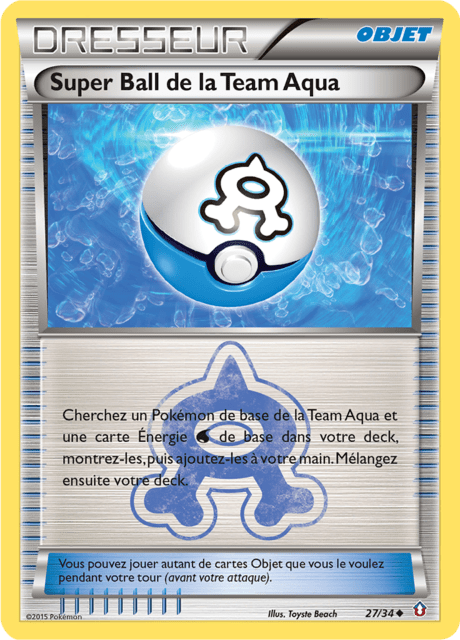 DRESSEUR
OBJET
Super Ball de la Team Aqua
Cherchez un Pokémon de base de la Team Aqua et
une carte Énergie de base dans votre deck,
montrez-les, puis ajoutez-les à votre main. Mélangez
ensuite votre deck.
Vous pouvez jouer autant de cartes Objet que vous le voulez
pendant votre tour (avant votre attaque).
©2015 Pokémon
Illus. Toyste Beach
27/34